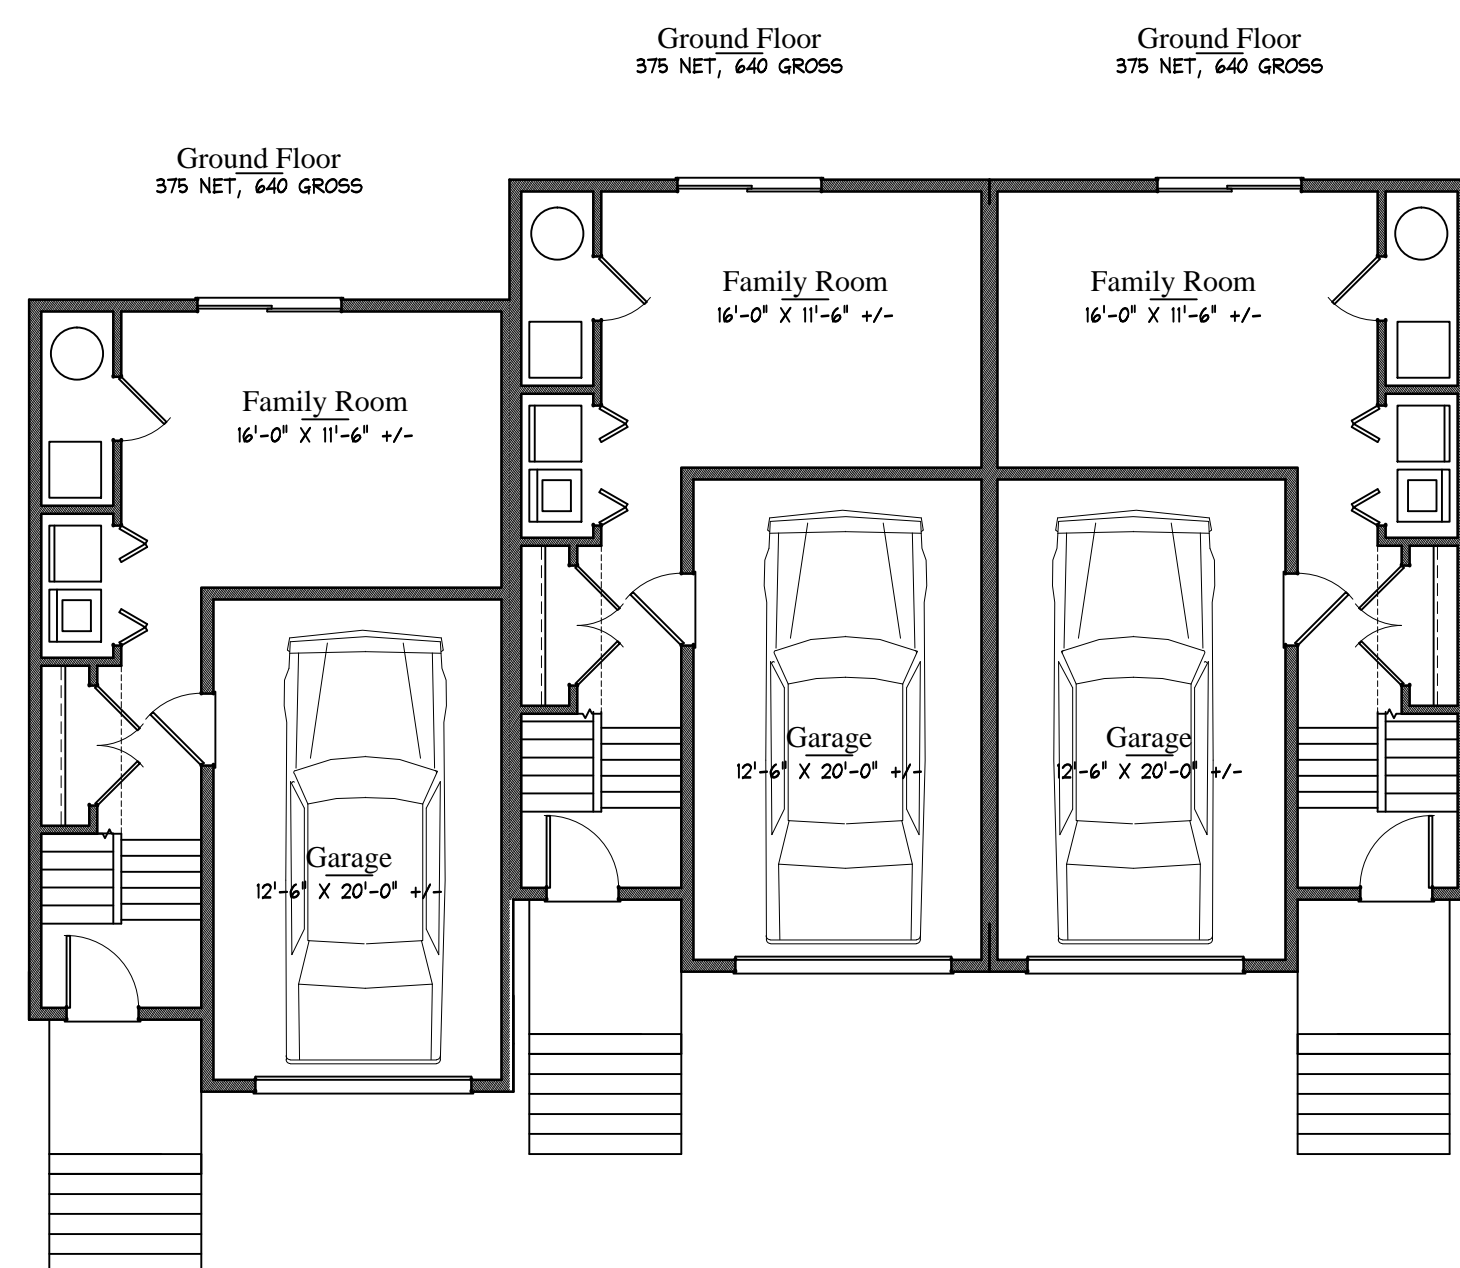 Ground Floor
375 NET, 640 GROSS
Ground Floor
375 NET, 640 GROSS
Ground Floor
375 NET, 640 GROSS
Family Room
16'-0" X 11'-6" +/-
Family Room
16'-0" X 11'-6" +/-
Family Room
16'-0" X 11'-6" +/-
Garage
12'-6" X 20'-0" +/-
Garage
12'-6" X 20'-0" +/-
Garage
12'-6" X 20'-0" +/-